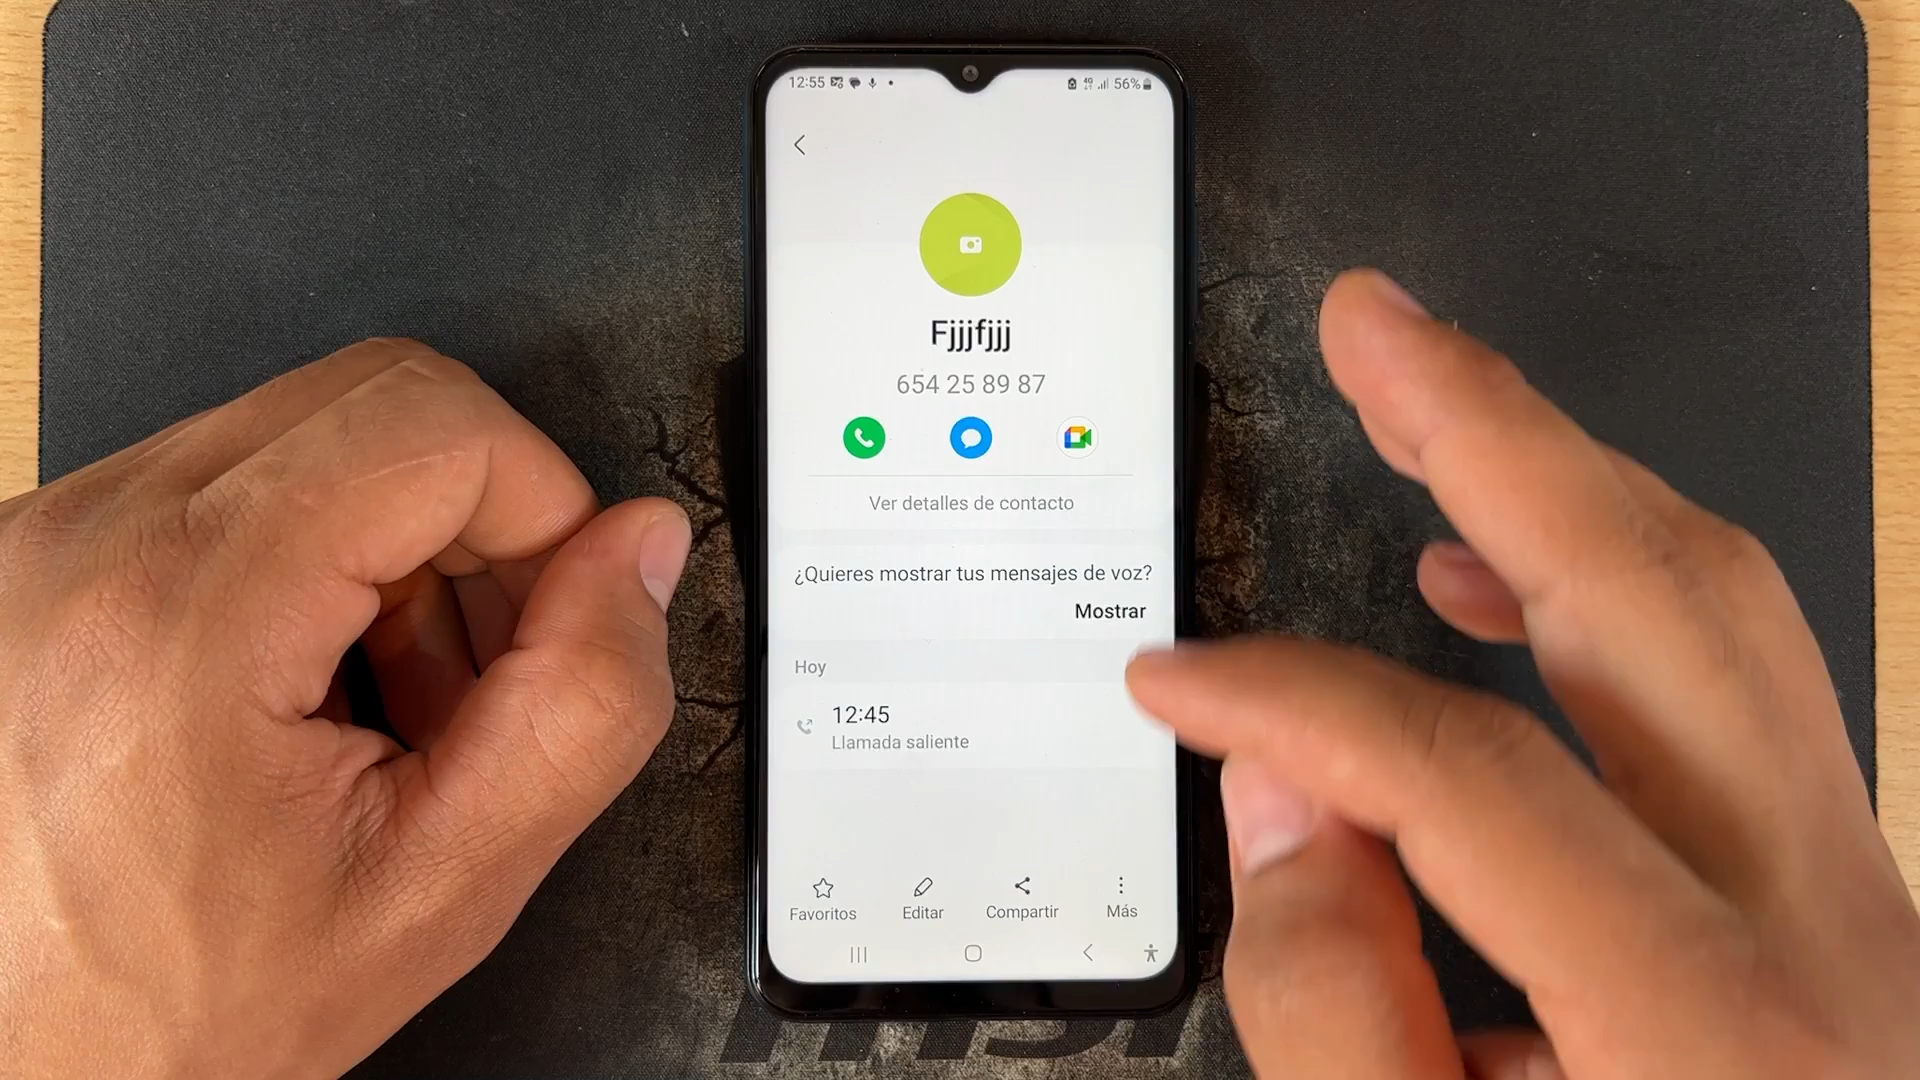 12:55 56%
Fjjjfjjj
654 25 89 87
Ver detalles de contacto
¿Quieres mostrar tus mensajes de voz?
Mostrar
Hoy
12:45
Llamada saliente
Favoritos Editar Compartir Más